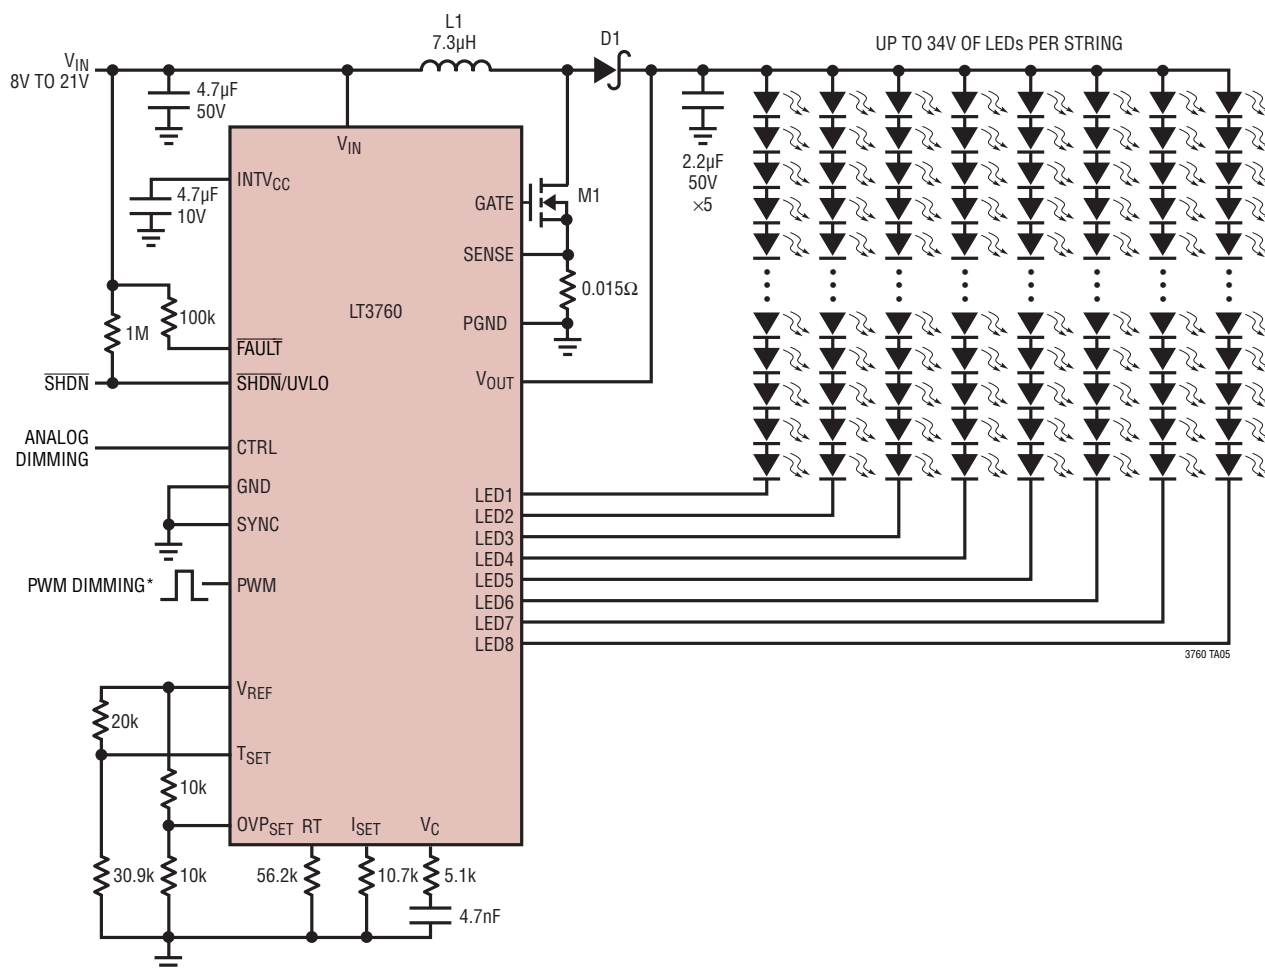 L1
7.3µH
D1
UP TO 34V OF LEDs PER STRING
VIN
8V TO 21V
4.7µF
50V
VIN
2.2µF
50V
×5
INTVCC
4.7µF
10V
GATE
M1
SENSE
0.015Ω
LT3760
PGND
100k
1M
FAULT
VOUT
SHDN
SHDN/UVLO
ANALOG
DIMMING
CTRL
GND
SYNC
LED1
LED2
LED3
LED4
LED5
LED6
LED7
LED8
PWM DIMMING*
PWM
3760 TA05
VREF
20k
TSET
10k
OVPSET
RT
ISET
VC
30.9k
10k
56.2k
10.7k
5.1k
4.7nF